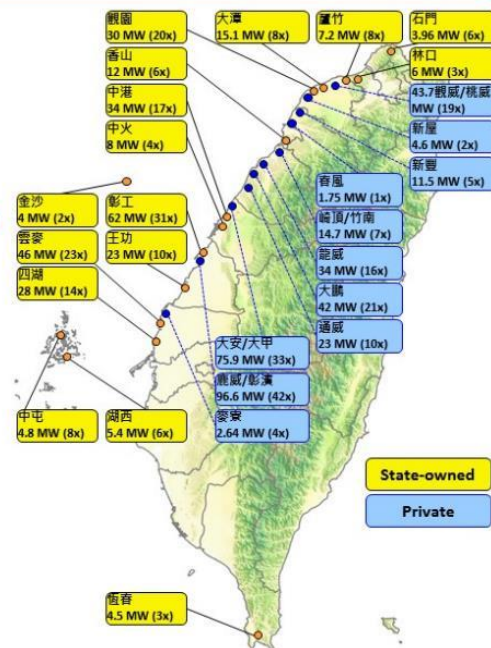 觀園
30 MW (20x)
大潭
15.1 MW (8x)
蘆竹
7.2 MW (8x)
石門
3.96 MW (6x)
香山
12 MW (6x)
林口
6 MW (3x)
中港
34 MW (17x)
43.7觀威/桃威
MW (19x)
中火
8 MW (4x)
新屋
4.6 MW (2x)
新豐
11.5 MW (5x)
金沙
4 MW (2x)
彰工
62 MW (31x)
春風
1.75 MW (1x)
雲麥
46 MW (23x)
王功
23 MW (10x)
崎頂/竹南
14.7 MW (7x)
四湖
28 MW (14x)
龍威
34 MW (16x)
大鵬
42 MW (21x)
通威
23 MW (10x)
大安/大甲
75.9 MW (33x)
鹿威/彰濱
96.6 MW (42x)
麥寮
2.64 MW (4x)
中屯
4.8 MW (8x)
湖西
5.4 MW (6x)
State-owned
Private
恆春
4.5 MW (3x)